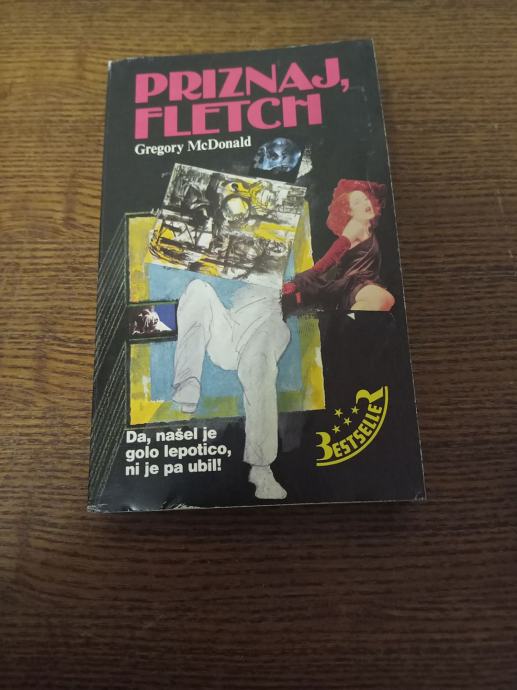 PRIZNAJ,
FLETCH
Gregory McDonald
Da, našel je
golo lepotico,
ni je pa ubil!
BESTSELLER